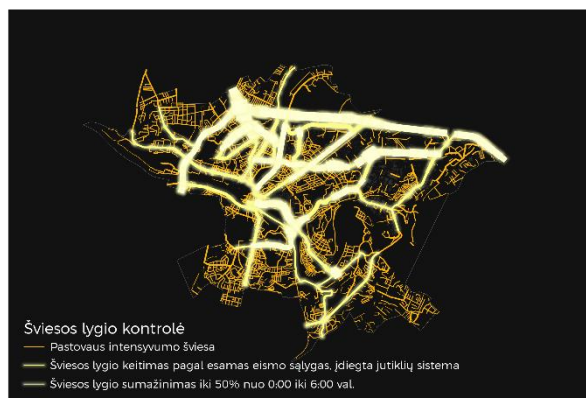 Šviesos lygio kontrolė
Pastovaus intensyvumo šviesa
Šviesos lygio keitimas pagal esamas eismo sąlygas, įdiegta jutiklių sistema
Šviesos lygio sumažinimas iki 50% nuo 0:00 iki 6:00 val.